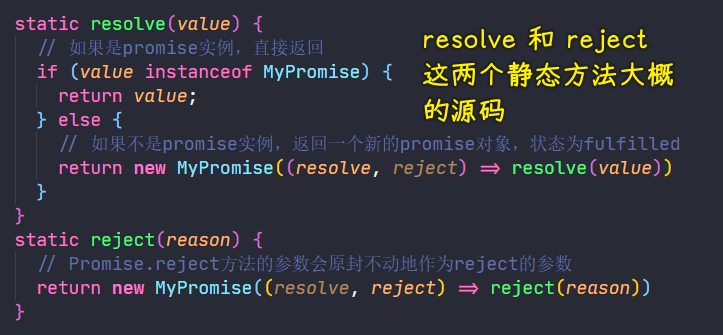 static resolve(value) {
  // 如果是promise实例，直接返回
  if (value instanceof MyPromise) {
    return value;
  } else {
    // 如果不是promise实例，返回一个新的promise对象，状态为fulfilled
    return new MyPromise((resolve, reject) => resolve(value))
  }
}
static reject(reason) {
  // Promise.reject方法的参数会原封不动地作为reject的参数
  return new MyPromise((resolve, reject) => reject(reason))
}
resolve 和 reject
这两个静态方法大概
的源码